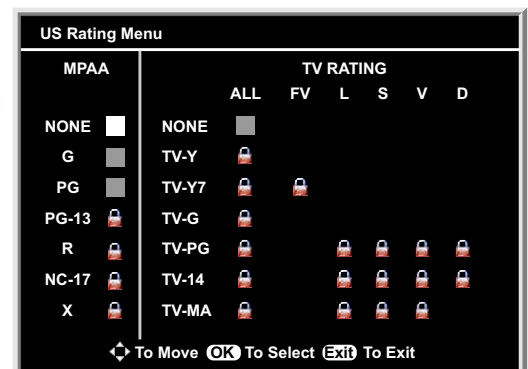 US Rating Menu
MPAA TV RATING
ALL FV L S V D
NONE NONE
G TV-Y
PG TV-Y7
PG-13 TV-G
R TV-PG
NC-17 TV-14
X TV-MA
To Move OK To Select Exit To Exit